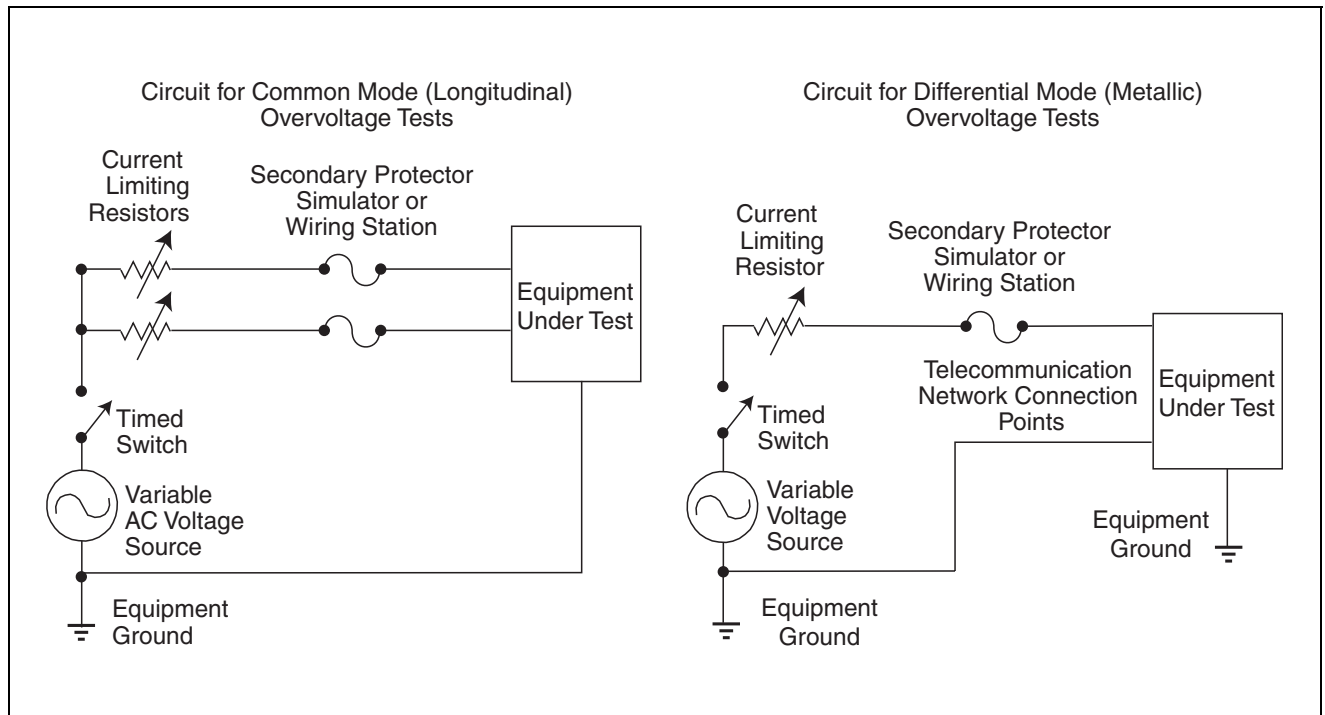 Circuit for Common Mode (Longitudinal)
Overvoltage Tests
Current
Limiting
Resistors
Secondary Protector
Simulator or
Wiring Station
Equipment
Under Test
Timed
Switch
Variable
AC Voltage
Source
Equipment
Ground
Circuit for Differential Mode (Metallic)
Overvoltage Tests
Current
Limiting
Resistor
Secondary Protector
Simulator or
Wiring Station
Telecommunication
Network Connection
Points
Equipment
Under Test
Timed
Switch
Variable
Voltage
Source
Equipment
Ground
Equipment
Ground